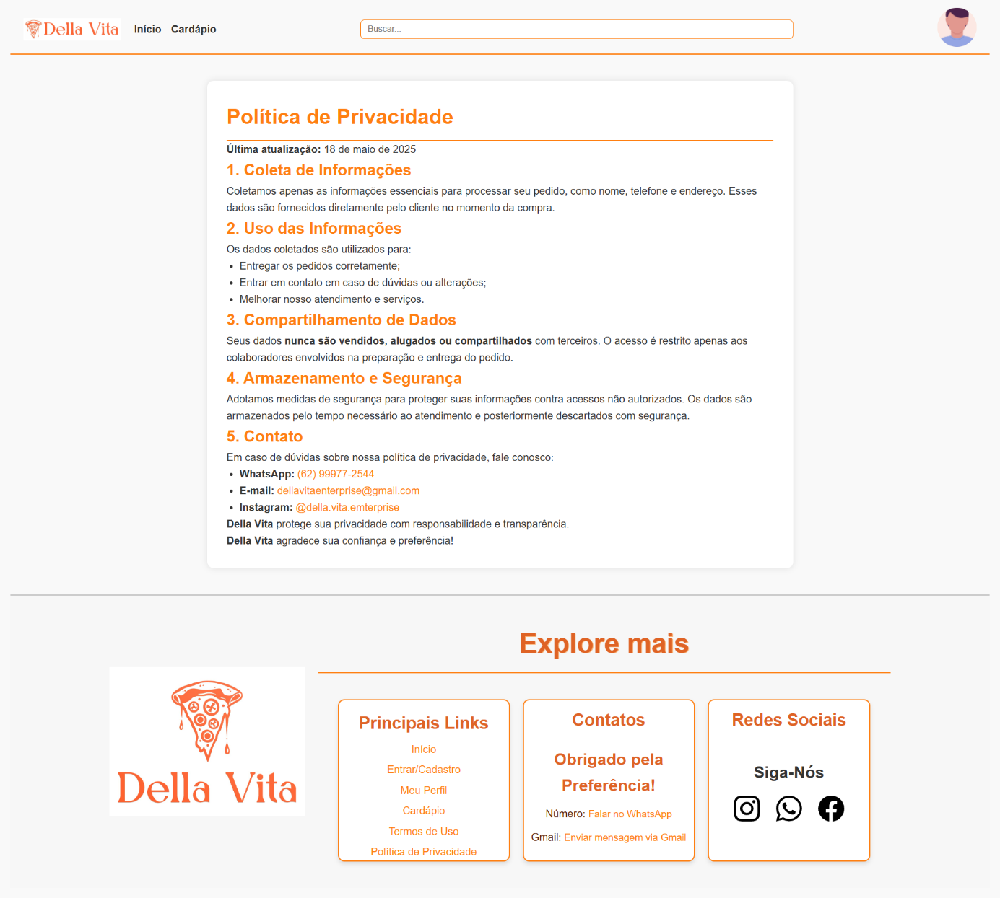 Della Vita Início Cardápio Buscar...
Política de Privacidade
Última atualização: 18 de maio de 2025
1. Coleta de Informações
Coletamos apenas as informações essenciais para processar seu pedido, como nome, telefone e endereço. Esses
dados são fornecidos diretamente pelo cliente no momento da compra.
2. Uso das Informações
Os dados coletados são utilizados para:
• Entregar os pedidos corretamente;
• Entrar em contato em caso de dúvidas ou alterações;
• Melhorar nosso atendimento e serviços.
3. Compartilhamento de Dados
Seus dados nunca são vendidos, alugados ou compartilhados com terceiros. O acesso é restrito apenas aos
colaboradores envolvidos na preparação e entrega do pedido.
4. Armazenamento e Segurança
Adotamos medidas de segurança para proteger suas informações contra acessos não autorizados. Os dados são
armazenados pelo tempo necessário ao atendimento e posteriormente descartados com segurança.
5. Contato
Em caso de dúvidas sobre nossa política de privacidade, fale conosco:
• WhatsApp: (62) 99977-2544
• E-mail: dellavitaenterprise@gmail.com
• Instagram: @della.vita.emterprise
Della Vita protege sua privacidade com responsabilidade e transparência.
Della Vita agradece sua confiança e preferência!
Della Vita
Explore mais
Principais Links
Início
Entrar/Cadastro
Meu Perfil
Cardápio
Termos de Uso
Política de Privacidade
Contatos
Obrigado pela
Preferência!
Número: Falar no WhatsApp
Gmail: Enviar mensagem via Gmail
Redes Sociais
Siga-Nós